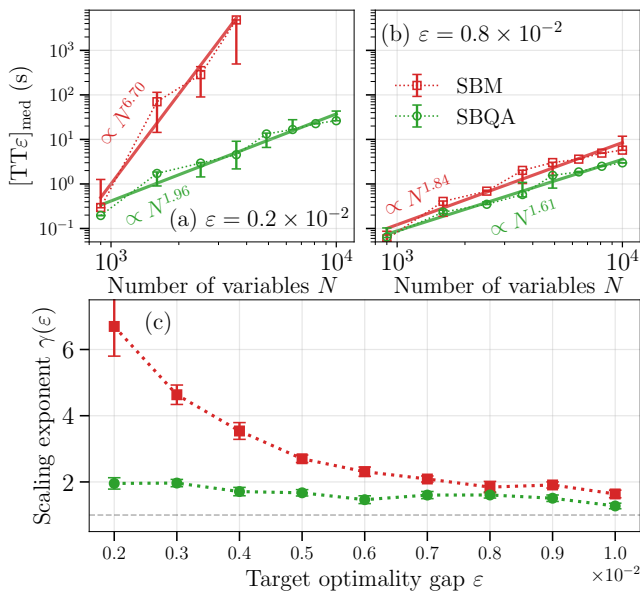 10³
10²
10¹
10⁰
10⁻¹
[TTε]med (s)
∝ N^6.70
∝ N^1.96
(a) ε = 0.2 × 10⁻²
10³
10⁴
Number of variables N
(b) ε = 0.8 × 10⁻²
SBM
SBQA
∝ N^1.84
∝ N^1.61
10³
10⁴
Number of variables N
(c)
6
4
2
Scaling exponent γ(ε)
0.2 0.3 0.4 0.5 0.6 0.7 0.8 0.9 1.0
×10⁻²
Target optimality gap ε